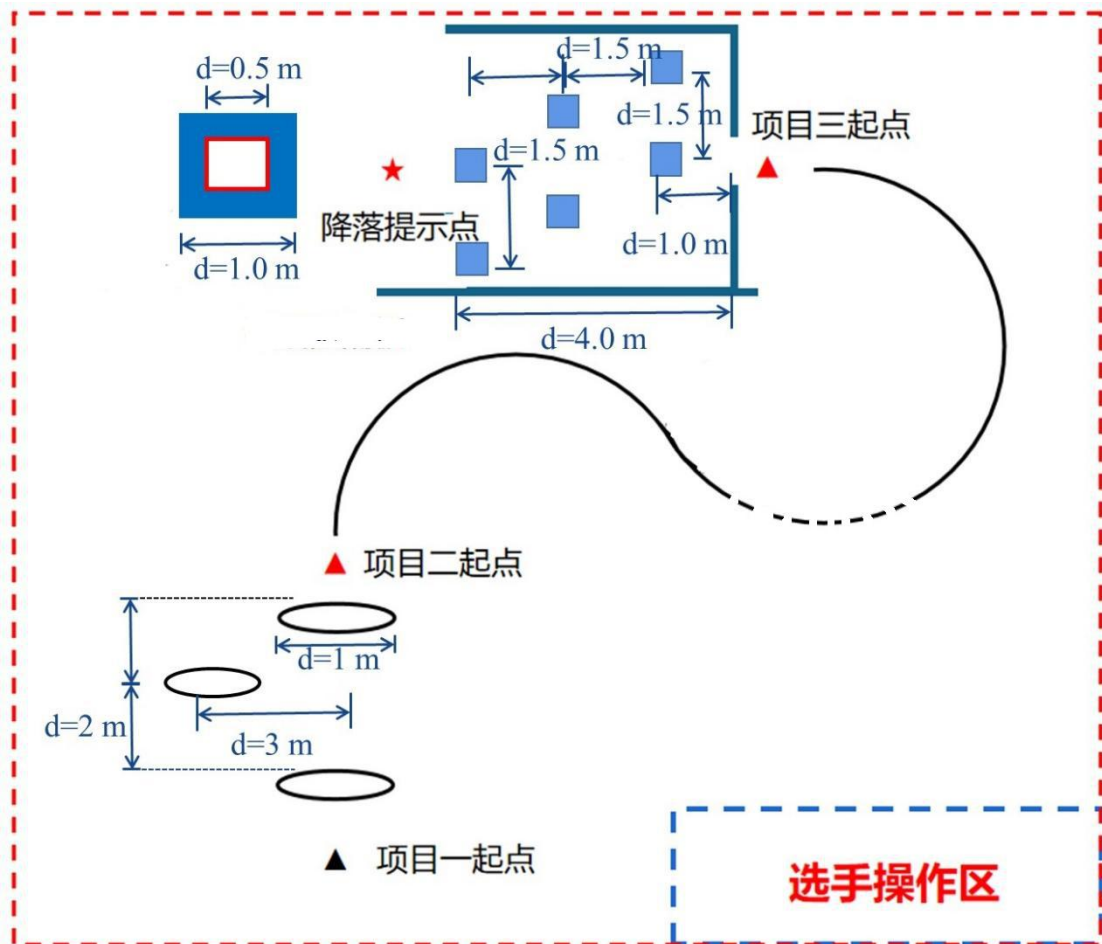 d=1.5 m
d=0.5 m
d=1.5 m
项目三起点
d=1.5 m
降落提示点
d=1.0 m
d=1.0 m
d=4.0 m
项目二起点
d=1 m
d=2 m
d=3 m
项目一起点
选手操作区